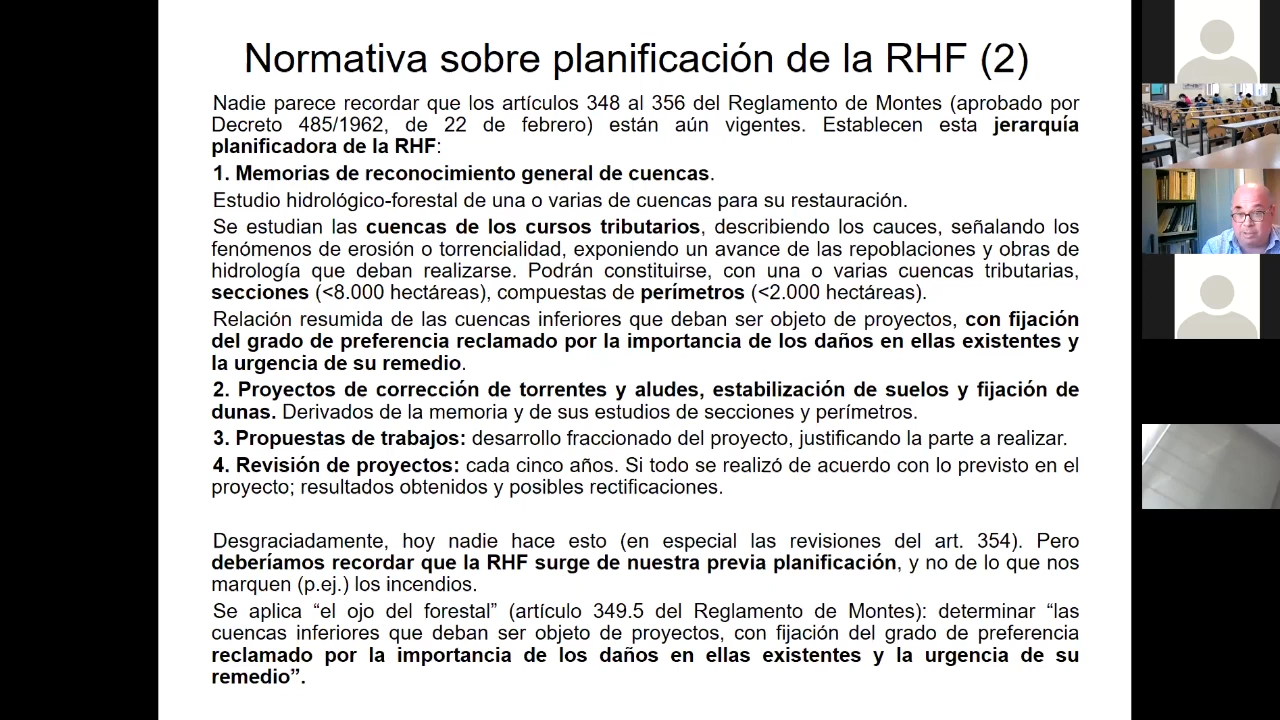 Normativa sobre planificación de la RHF (2)
Nadie parece recordar que los artículos 348 al 356 del Reglamento de Montes (aprobado por
Decreto 485/1962, de 22 de febrero) están aún vigentes. Establecen esta jerarquía
planificadora de la RHF:
1. Memorias de reconocimiento general de cuencas.
Estudio hidrológico-forestal de una o varias de cuencas para su restauración.
Se estudian las cuencas de los cursos tributarios, describiendo los cauces, señalando los
fenómenos de erosión o torrencialidad, exponiendo un avance de las repoblaciones y obras de
hidrología que deban realizarse. Podrán constituirse, con una o varias cuencas tributarias,
secciones (<8.000 hectáreas), compuestas de perímetros (<2.000 hectáreas).
Relación resumida de las cuencas inferiores que deban ser objeto de proyectos, con fijación
del grado de preferencia reclamado por la importancia de los daños en ellas existentes y
la urgencia de su remedio.
2. Proyectos de corrección de torrentes y aludes, estabilización de suelos y fijación de
dunas. Derivados de la memoria y de sus estudios de secciones y perímetros.
3. Propuestas de trabajos: desarrollo fraccionado del proyecto, justificando la parte a realizar.
4. Revisión de proyectos: cada cinco años. Si todo se realizó de acuerdo con lo previsto en el
proyecto; resultados obtenidos y posibles rectificaciones.
Desgraciadamente, hoy nadie hace esto (en especial las revisiones del art. 354). Pero
deberíamos recordar que la RHF surge de nuestra previa planificación, y no de lo que nos
marquen (p.ej.) los incendios.
Se aplica “el ojo del forestal” (artículo 349.5 del Reglamento de Montes): determinar “las
cuencas inferiores que deban ser objeto de proyectos, con fijación del grado de preferencia
reclamado por la importancia de los daños en ellas existentes y la urgencia de su
remedio”.